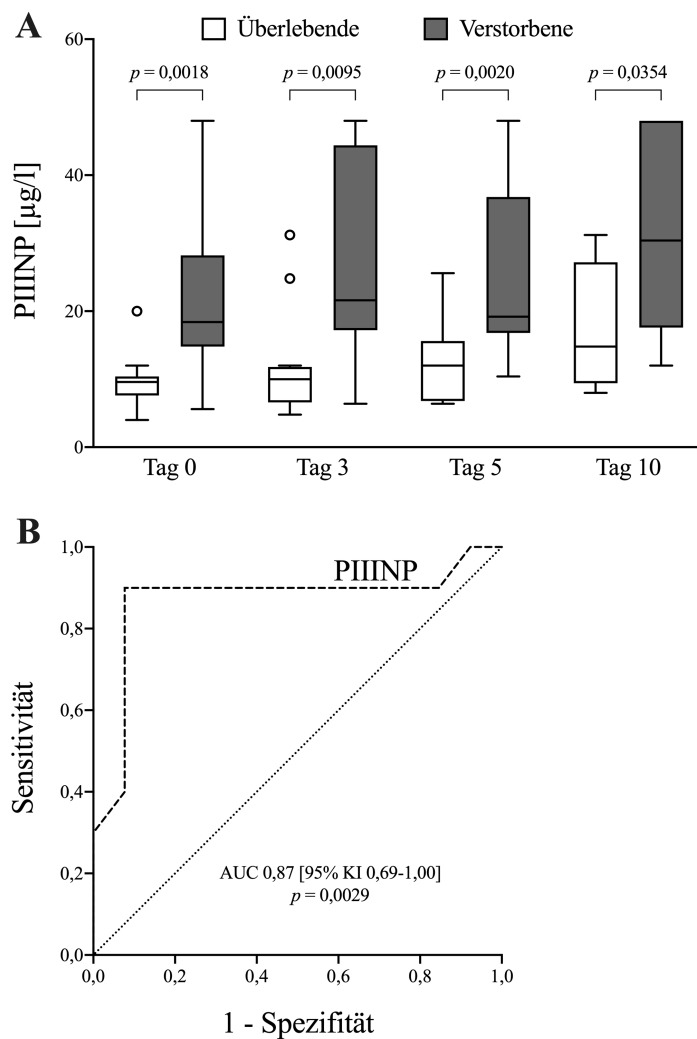 A
60
Überlebende
Verstorbene
p = 0,0018
p = 0,0095
p = 0,0020
p = 0,0354
40
PIIINP [µg/l]
20
0
Tag 0
Tag 3
Tag 5
Tag 10
B
1,0
PIIINP
0,8
0,6
Sensitivität
0,4
0,2
AUC 0,87 [95% KI 0,69-1,00]
p = 0,0029
0,0
0,0
0,2
0,4
0,6
0,8
1,0
1 - Spezifität